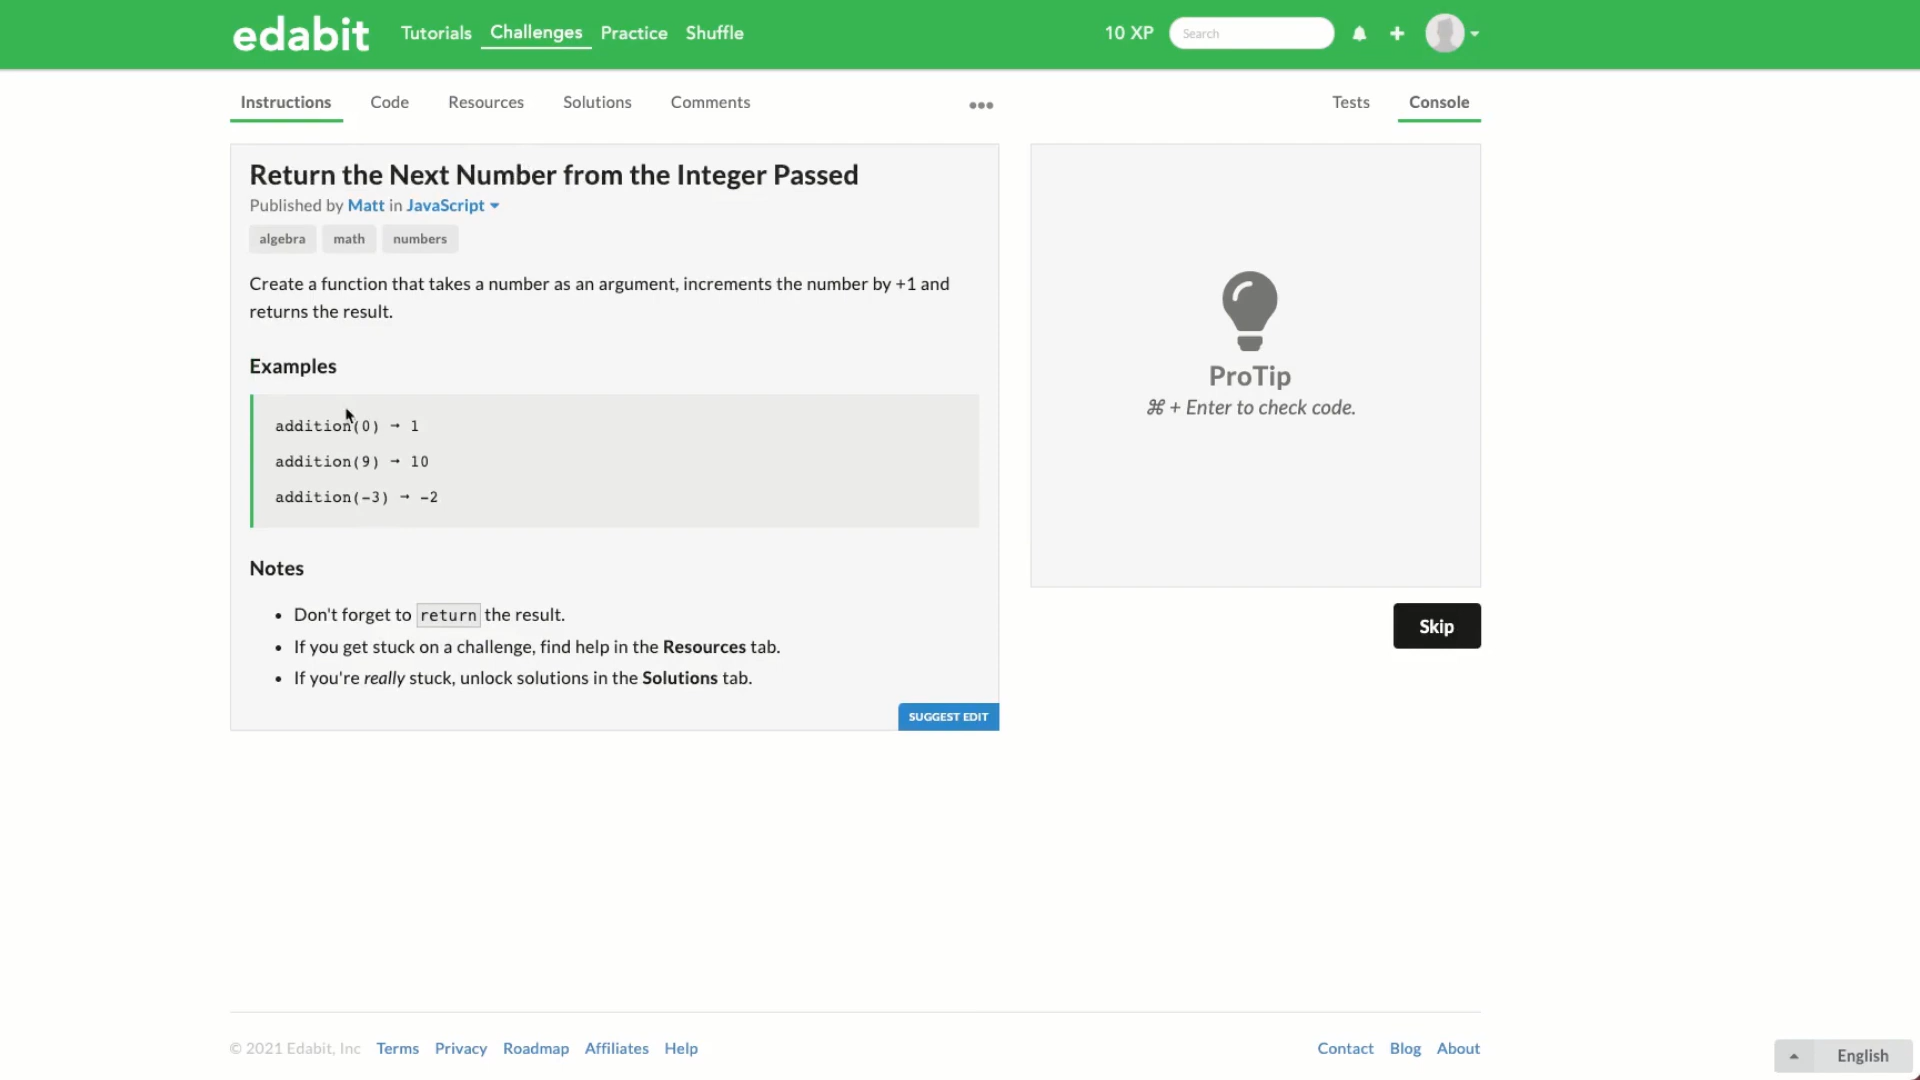 edabit Tutorials Challenges Practice Shuffle 10 XP Search
Instructions Code Resources Solutions Comments Tests Console
Return the Next Number from the Integer Passed
Published by Matt in JavaScript
algebra math numbers
Create a function that takes a number as an argument, increments the number by +1 and
returns the result.
Examples
addition(0) ➞ 1
addition(9) ➞ 10
addition(-3) ➞ -2
Notes
• Don't forget to return the result.
• If you get stuck on a challenge, find help in the Resources tab.
• If you're really stuck, unlock solutions in the Solutions tab.
SUGGEST EDIT
ProTip
⌘ + Enter to check code.
Skip
© 2021 Edabit, Inc Terms Privacy Roadmap Affiliates Help Contact Blog About
English